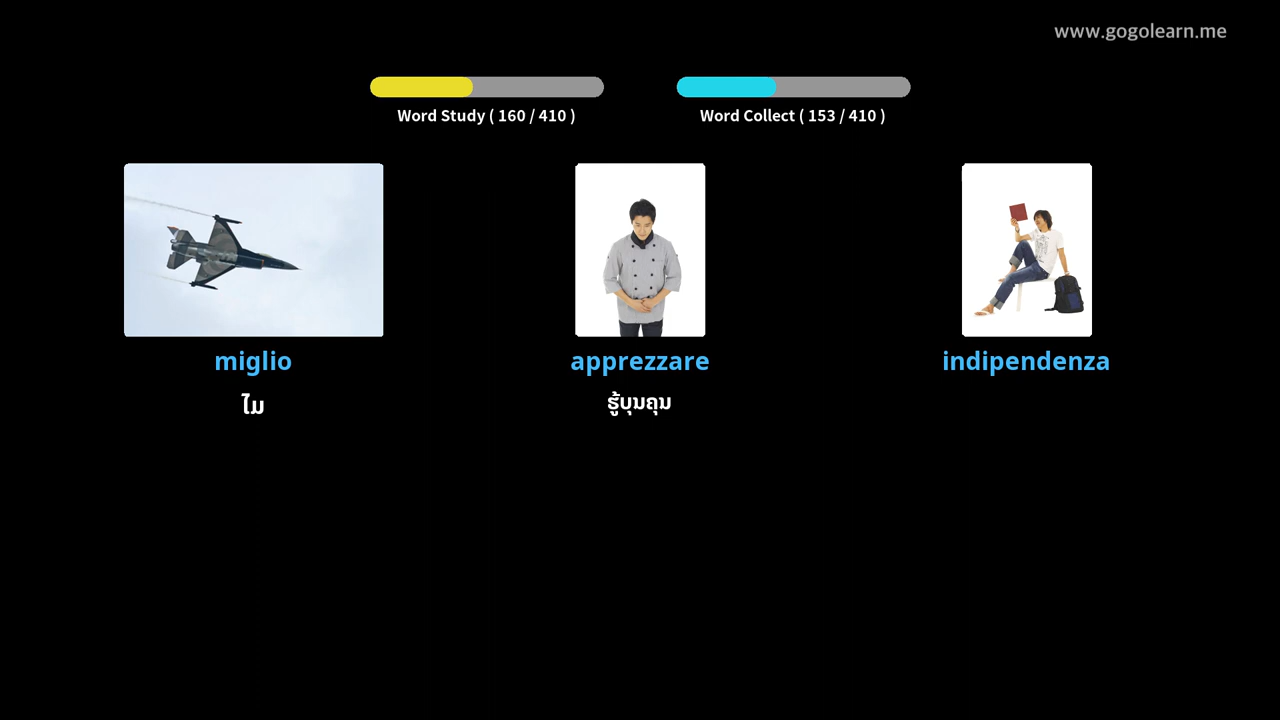 www.gogolearn.me
Word Study ( 160 / 410 )
Word Collect ( 153 / 410 )
miglio
apprezzare
indipendenza
ໄມ
ຮູ້ບຸນຄຸນ